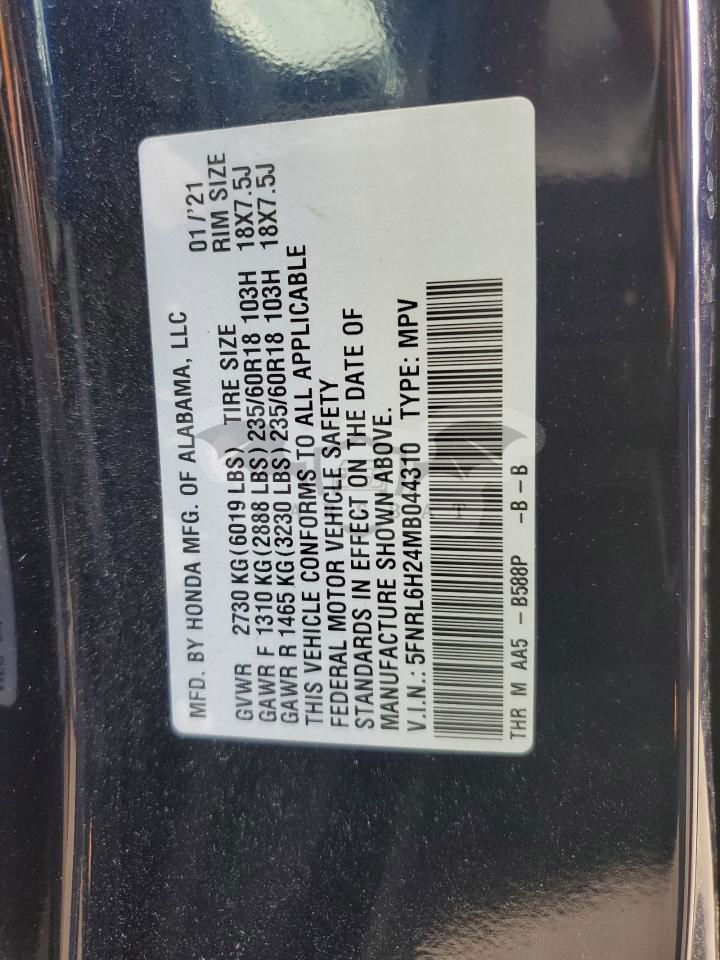 MFD. BY HONDA MFG. OF ALABAMA, LLC 01/'21
GVWR 2730 KG(6019 LBS) TIRE SIZE RIM SIZE
GAWR F 1310 KG(2888 LBS) 235/60R18 103H 18X7.5J
GAWR R 1465 KG(3230 LBS) 235/60R18 103H 18X7.5J
THIS VEHICLE CONFORMS TO ALL APPLICABLE
FEDERAL MOTOR VEHICLE SAFETY
STANDARDS IN EFFECT ON THE DATE OF
MANUFACTURE SHOWN ABOVE.
V.I.N.: 5FNRL6H24MB044310 TYPE: MPV
THR M AA5 - B588P -B -B